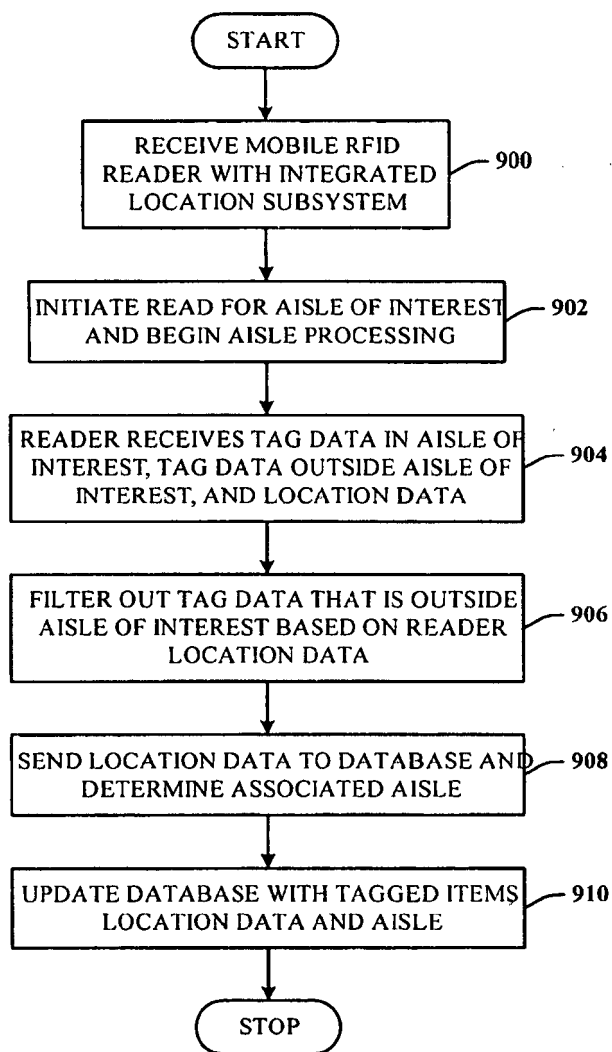 START
RECEIVE MOBILE RFID
READER WITH INTEGRATED
LOCATION SUBSYSTEM
900
INITIATE READ FOR AISLE OF INTEREST
AND BEGIN AISLE PROCESSING
902
READER RECEIVES TAG DATA IN AISLE OF
INTEREST, TAG DATA OUTSIDE AISLE OF
INTEREST, AND LOCATION DATA
904
FILTER OUT TAG DATA THAT IS OUTSIDE
AISLE OF INTEREST BASED ON READER
LOCATION DATA
906
SEND LOCATION DATA TO DATABASE AND
DETERMINE ASSOCIATED AISLE
908
UPDATE DATABASE WITH TAGGED ITEMS
LOCATION DATA AND AISLE
910
STOP